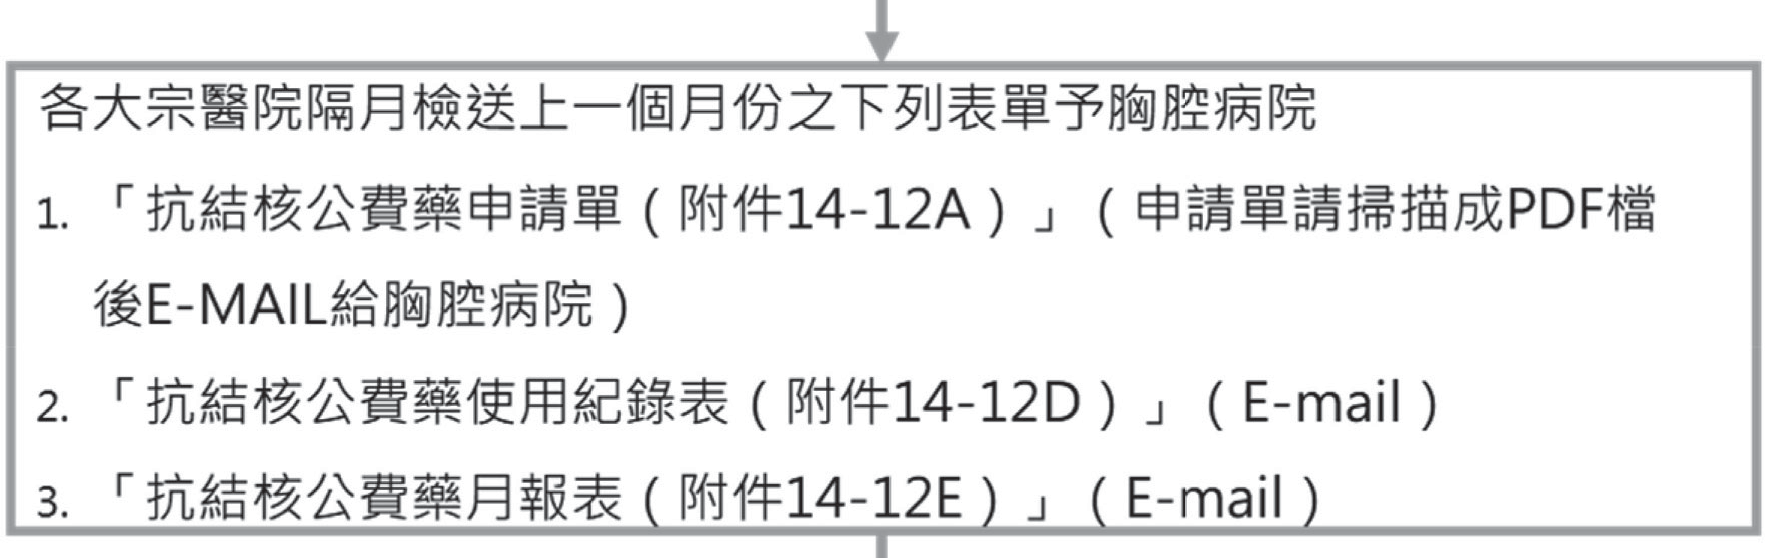 各大宗醫院隔月檢送上一個月份之下列表單予胸腔病院
1. 「抗結核公費藥申請單（附件14-12A）」（申請單請掃描成PDF檔
後E-MAIL給胸腔病院）
2. 「抗結核公費藥使用紀錄表（附件14-12D）」（E-mail）
3. 「抗結核公費藥月報表（附件14-12E）」（E-mail）